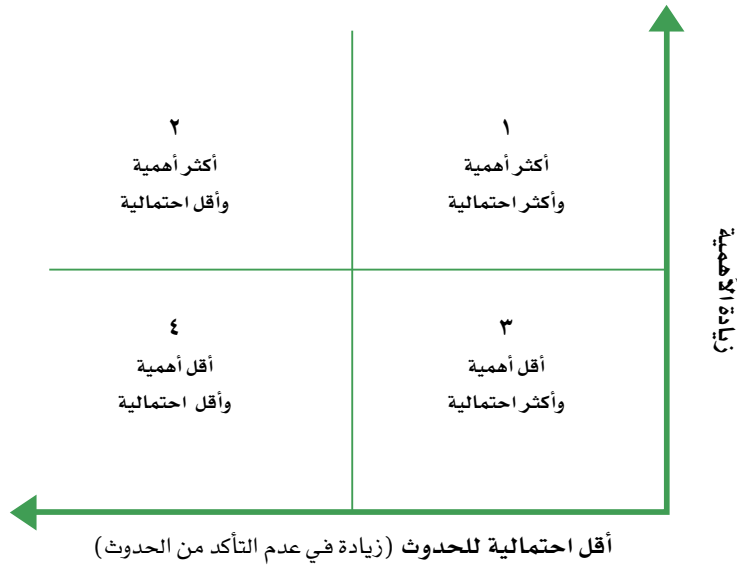 ١
أكثر أهمية
وأكثر احتمالية
٢
أكثر أهمية
وأقل احتمالية
زيادة الأهمية
٣
أقل أهمية
وأكثر احتمالية
٤
أقل أهمية
وأقل احتمالية
أقل احتمالية للحدوث (زيادة في عدم التأكد من الحدوث)